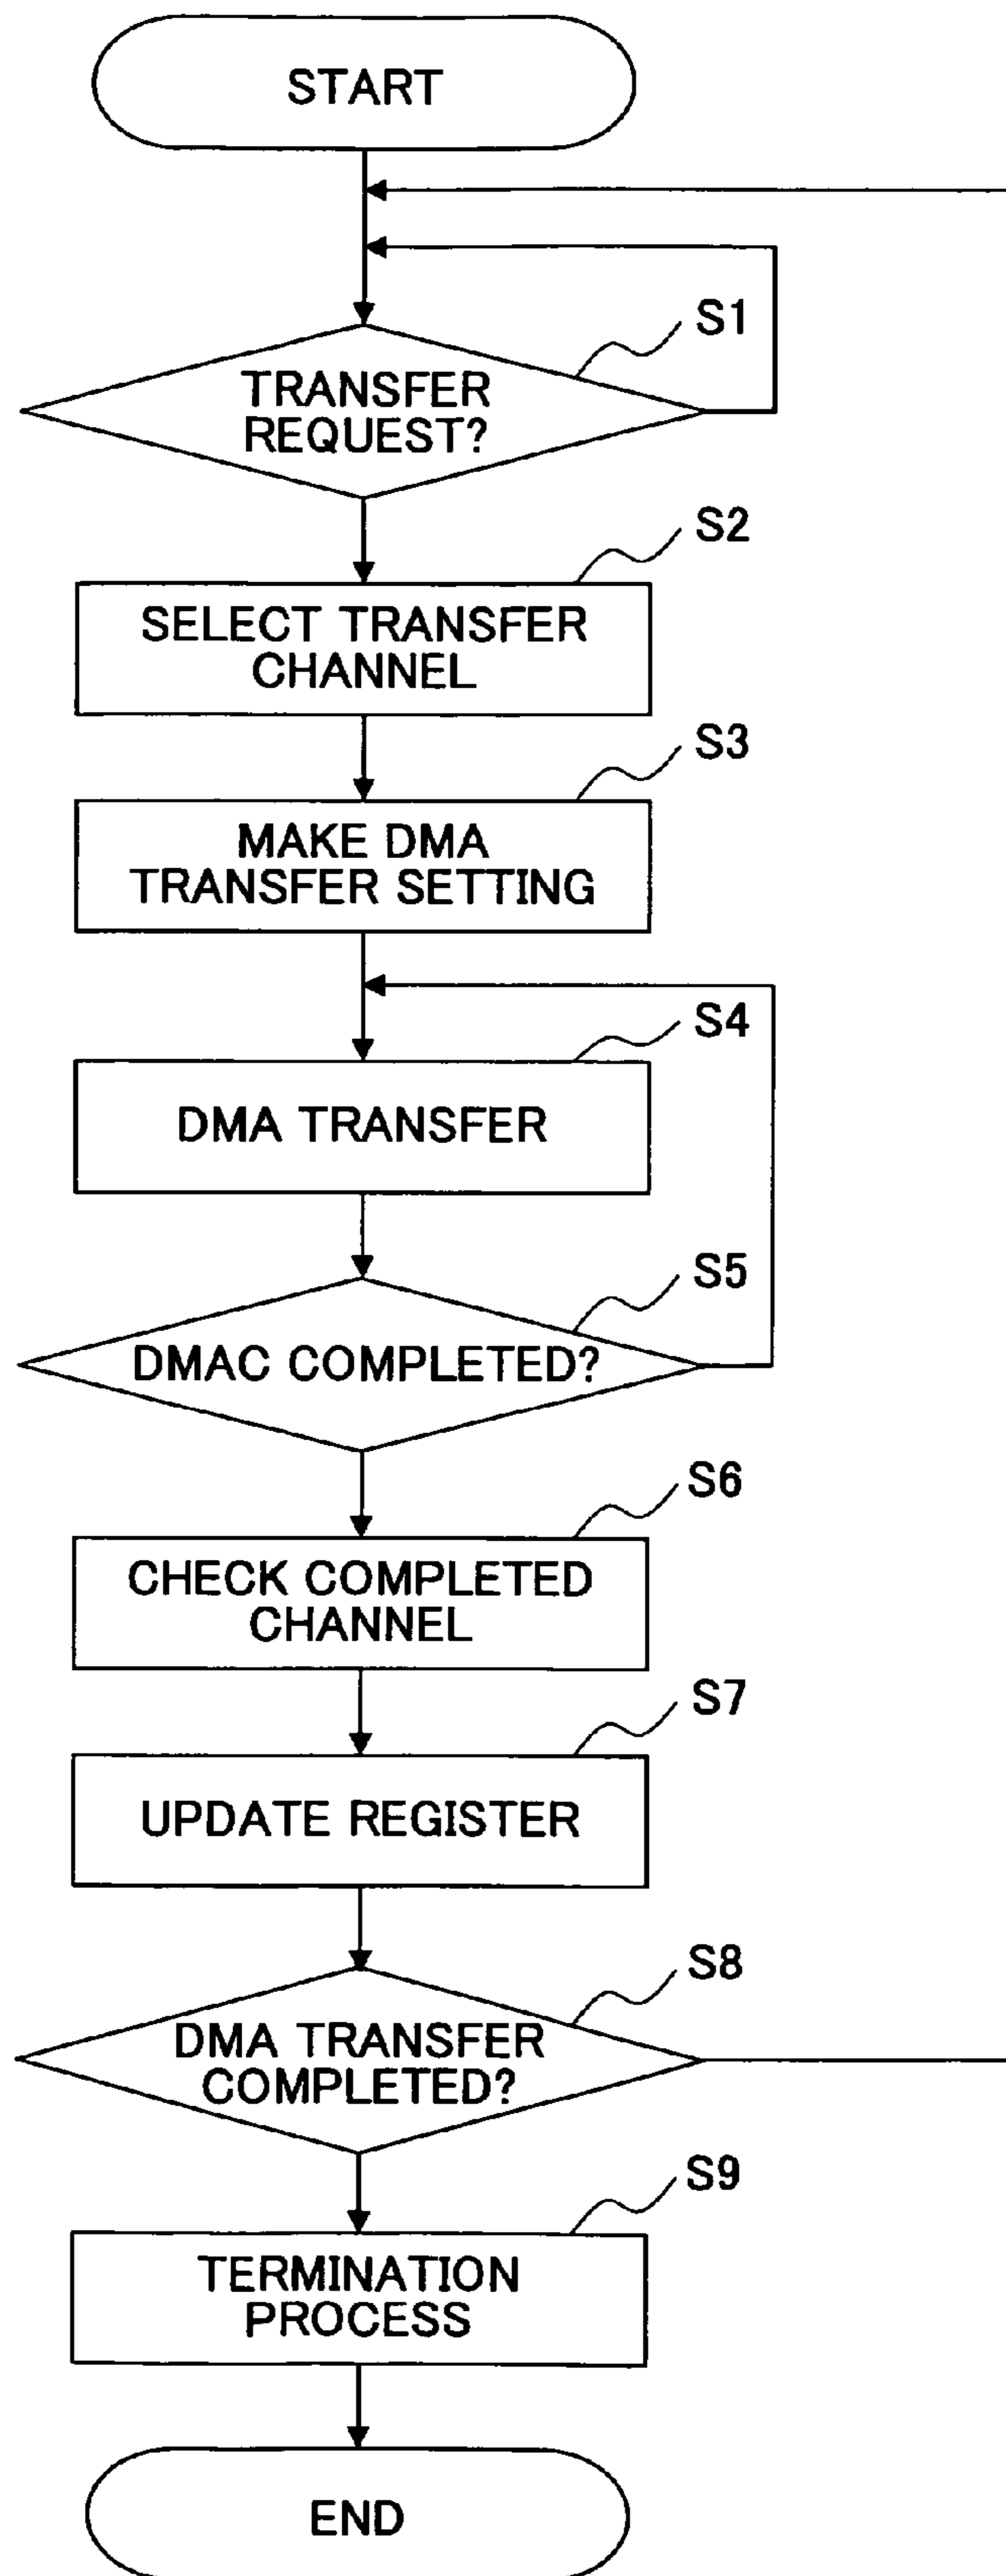 START
S1
TRANSFER
REQUEST?
S2
SELECT TRANSFER
CHANNEL
S3
MAKE DMA
TRANSFER SETTING
S4
DMA TRANSFER
S5
DMAC COMPLETED?
S6
CHECK COMPLETED
CHANNEL
S7
UPDATE REGISTER
S8
DMA TRANSFER
COMPLETED?
S9
TERMINATION
PROCESS
END